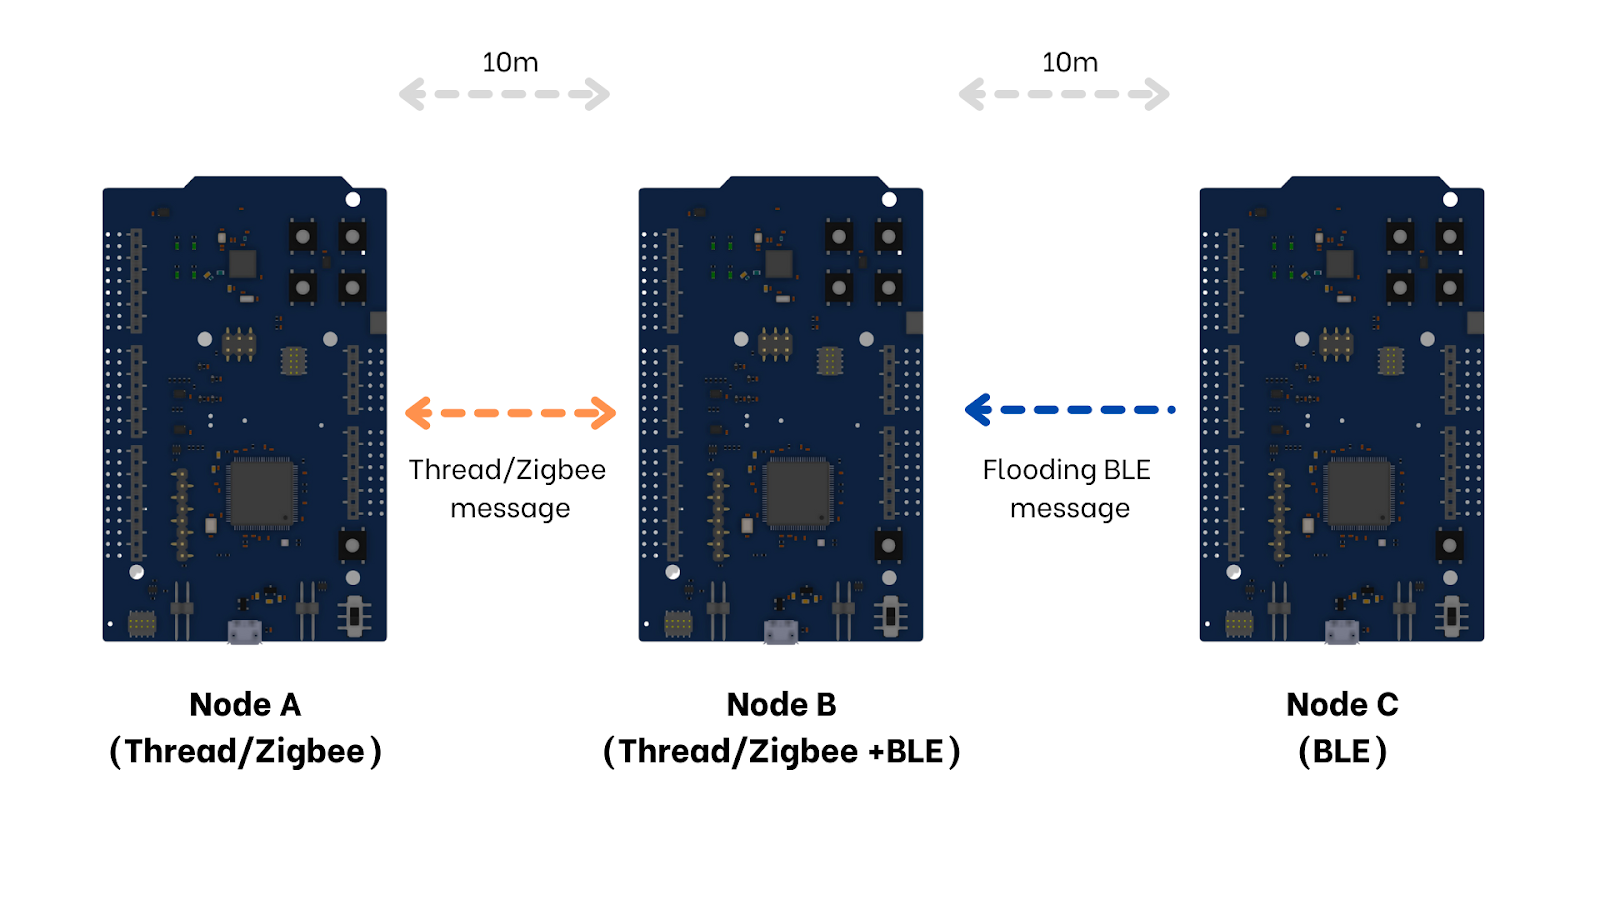 10m
10m
Thread/Zigbee
message
Flooding BLE
message
Node A
(Thread/Zigbee)
Node B
(Thread/Zigbee +BLE)
Node C
(BLE)